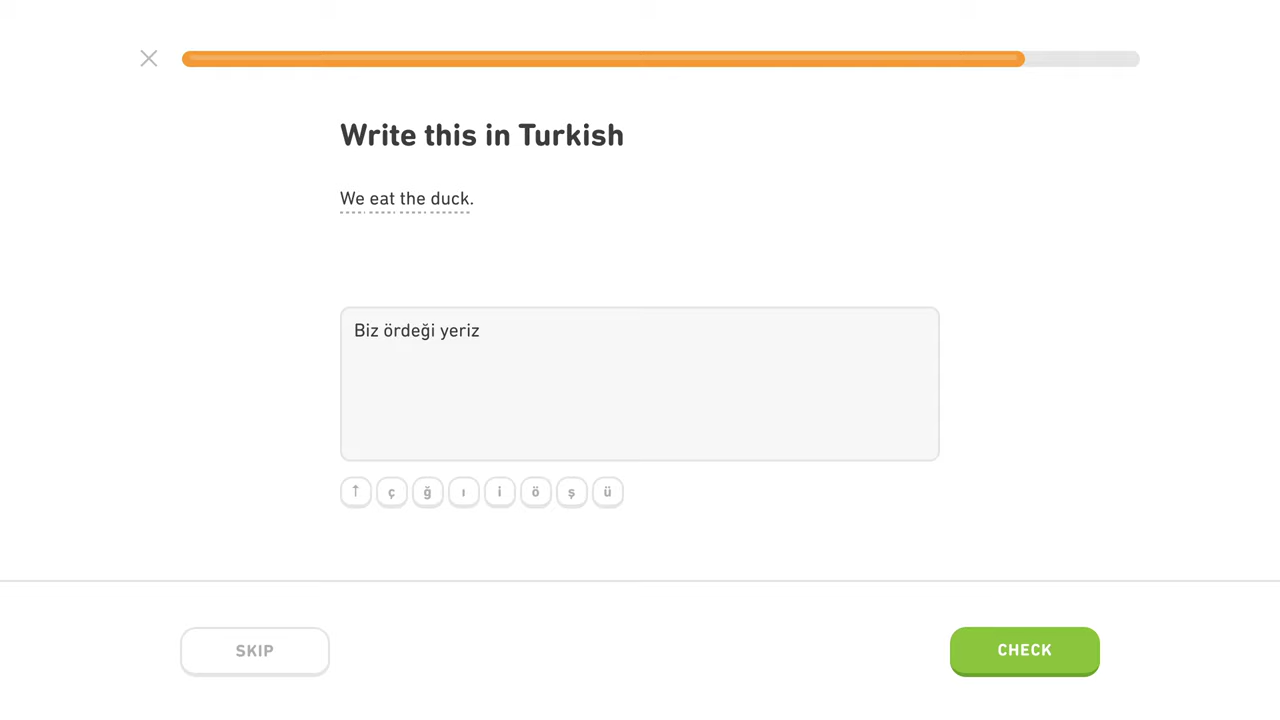 Write this in Turkish
We eat the duck.
Biz ördeği yeriz
↑ ç ğ ı i ö ş ü
SKIP
CHECK